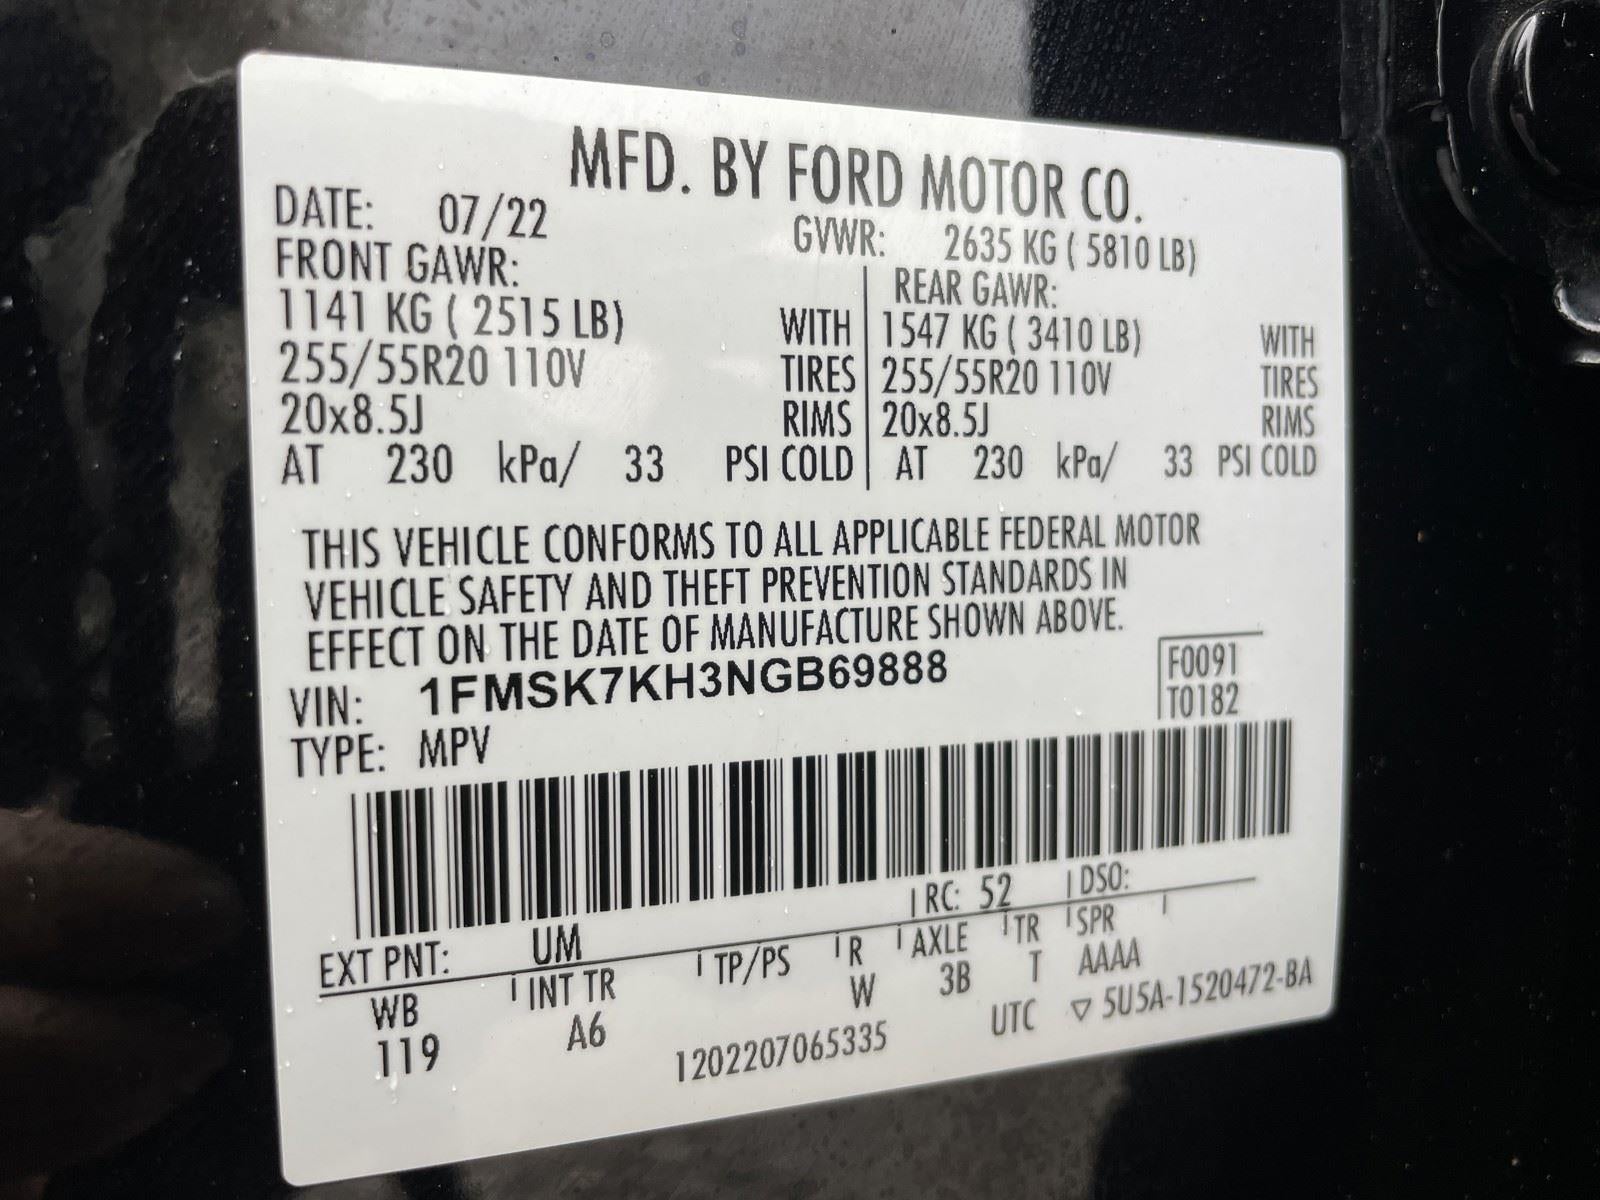 MFD. BY FORD MOTOR CO.
DATE: 07/22 GVWR: 2635 KG ( 5810 LB)
FRONT GAWR: REAR GAWR:
1141 KG ( 2515 LB) WITH 1547 KG ( 3410 LB) WITH
255/55R20 110V TIRES 255/55R20 110V TIRES
20x8.5J RIMS 20x8.5J RIMS
AT 230 kPa/ 33 PSI COLD AT 230 kPa/ 33 PSI COLD
THIS VEHICLE CONFORMS TO ALL APPLICABLE FEDERAL MOTOR
VEHICLE SAFETY AND THEFT PREVENTION STANDARDS IN
EFFECT ON THE DATE OF MANUFACTURE SHOWN ABOVE.
VIN: 1FMSK7KH3NGB69888 F0091
TYPE: MPV T0182
EXT PNT: UM RC: 52 DSO:
WB INT TR TP/PS R AXLE TR SPR
119 A6 W 3B T AAAA
1202207065335 UTC ▽ 5U5A-1520472-BA